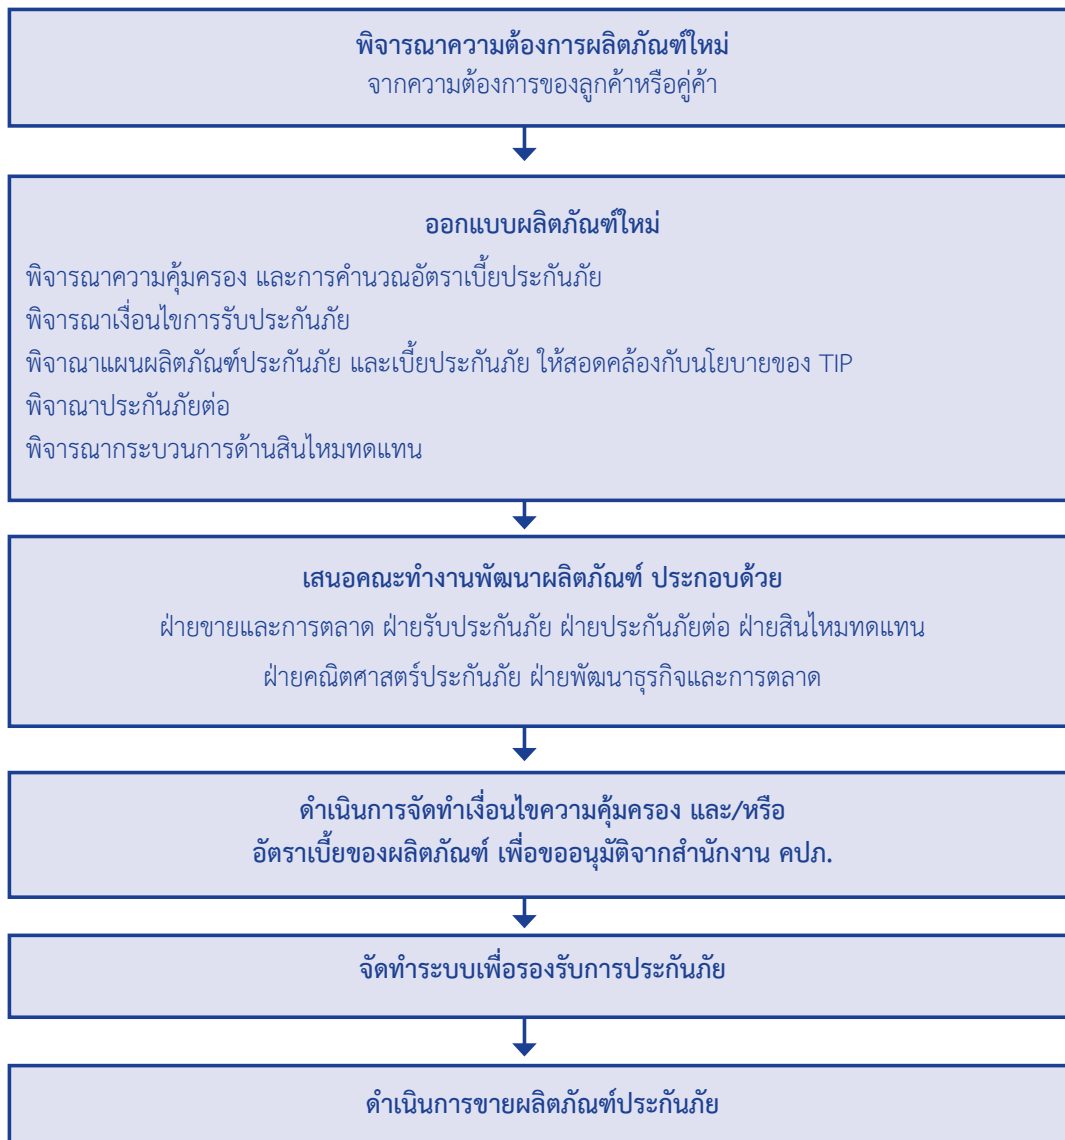 พิจารณาความต้องการผลิตภัณฑ์ใหม่
จากความต้องการของลูกค้าหรือคู่ค้า
ออกแบบผลิตภัณฑ์ใหม่
พิจารณาความคุ้มครอง และการคำนวณอัตราเบี้ยประกันภัย
พิจารณาเงื่อนไขการรับประกันภัย
พิจาณาแผนผลิตภัณฑ์ประกันภัย และเบี้ยประกันภัย ให้สอดคล้องกับนโยบายของ TIP
พิจาณาประกันภัยต่อ
พิจารณากระบวนการด้านสินไหมทดแทน
เสนอคณะทำงานพัฒนาผลิตภัณฑ์ ประกอบด้วย
ฝ่ายขายและการตลาด ฝ่ายรับประกันภัย ฝ่ายประกันภัยต่อ ฝ่ายสินไหมทดแทน
ฝ่ายคณิตศาสตร์ประกันภัย ฝ่ายพัฒนาธุรกิจและการตลาด
ดำเนินการจัดทำเงื่อนไขความคุ้มครอง และ/หรือ
อัตราเบี้ยของผลิตภัณฑ์ เพื่อขออนุมัติจากสำนักงาน คปภ.
จัดทำระบบเพื่อรองรับการประกันภัย
ดำเนินการขายผลิตภัณฑ์ประกันภัย